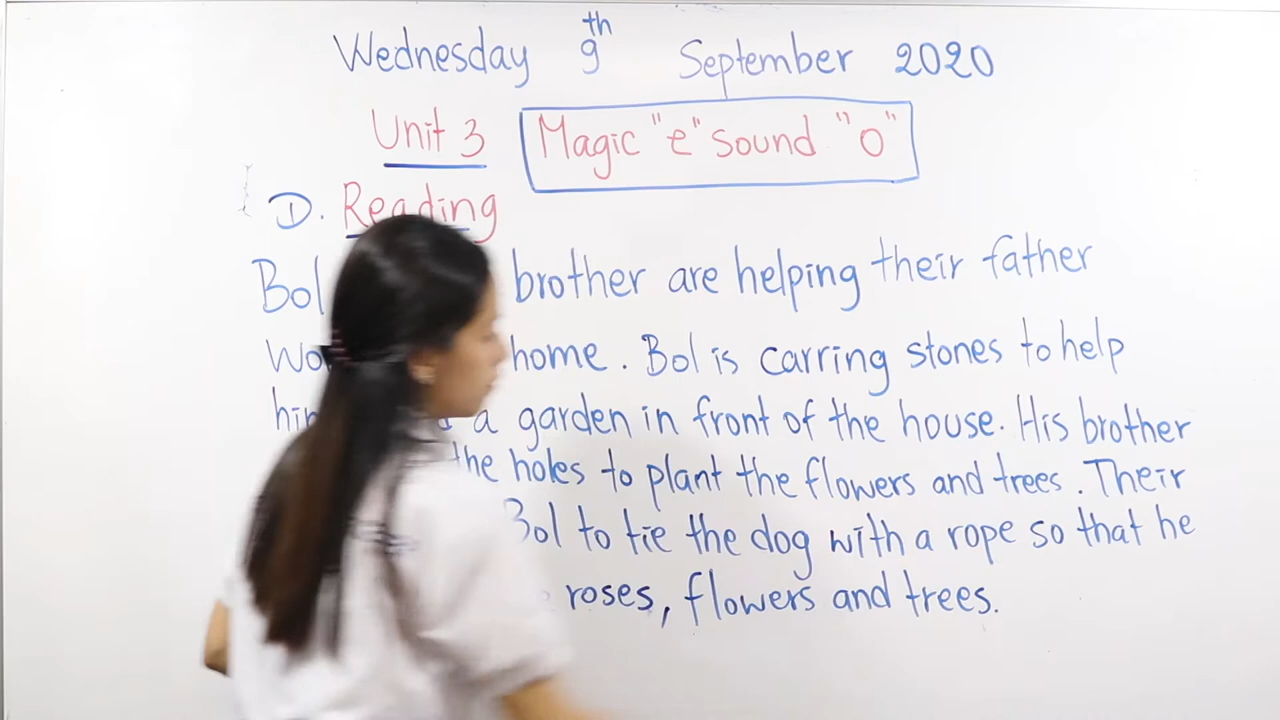 Wednesday 9th September 2020
Unit 3 Magic "e" sound "o"
D. Reading
Bol brother are helping their father
home. Bol is carring stones to help
a garden in front of the house. His brother
the holes to plant the flowers and trees. Their
Bol to tie the dog with a rope so that he
roses, flowers and trees.